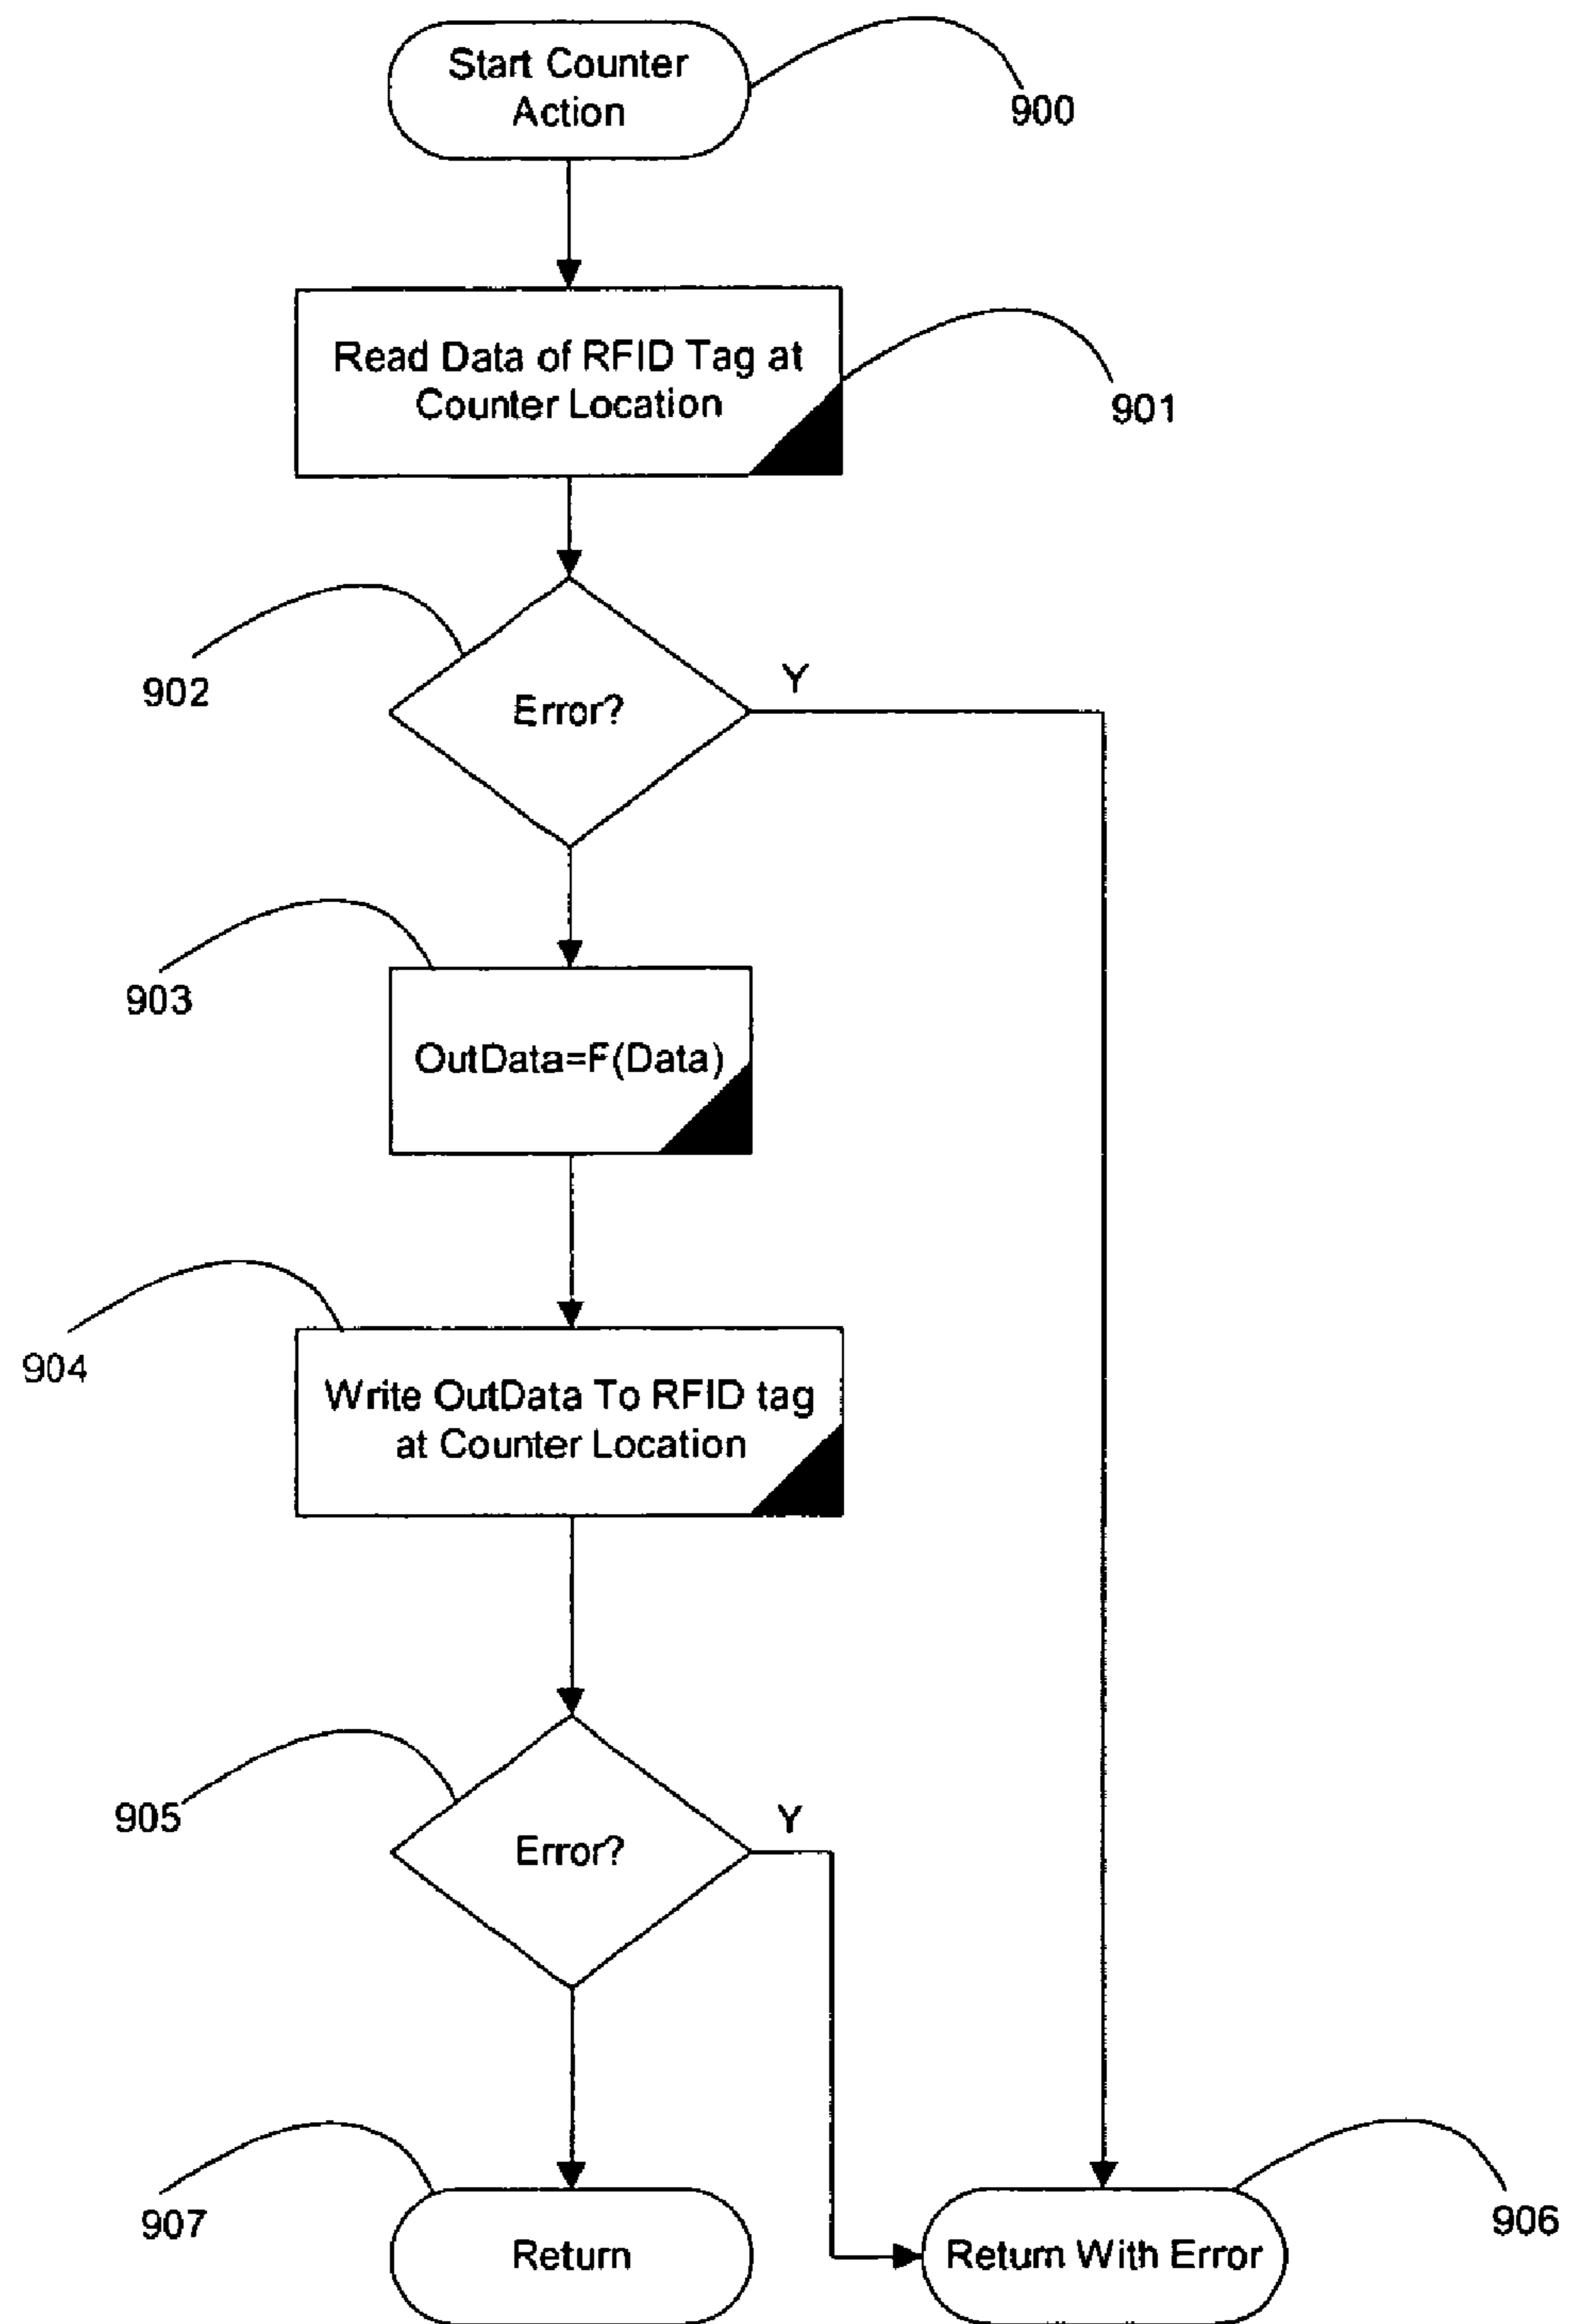 Start Counter
Action
900
Read Data of RFID Tag at
Counter Location
901
902
Error?
Y
903
OutData=F(Data)
904
Write OutData To RFID tag
at Counter Location
905
Error?
Y
907
Return
Return With Error
906